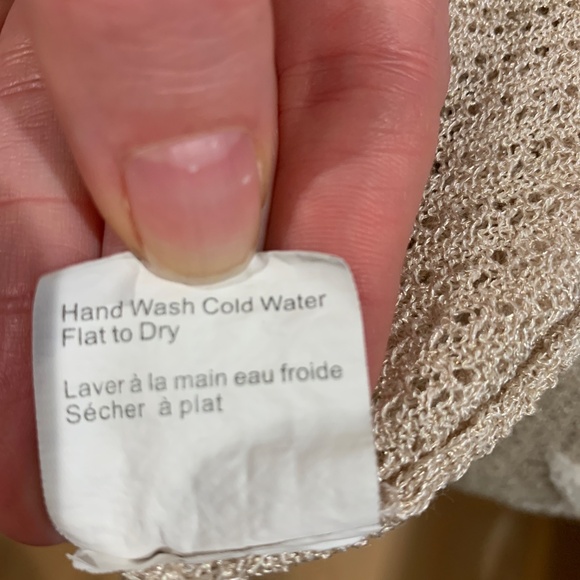 Hand Wash Cold Water
Flat to Dry
Laver à la main eau froide
Sécher à plat